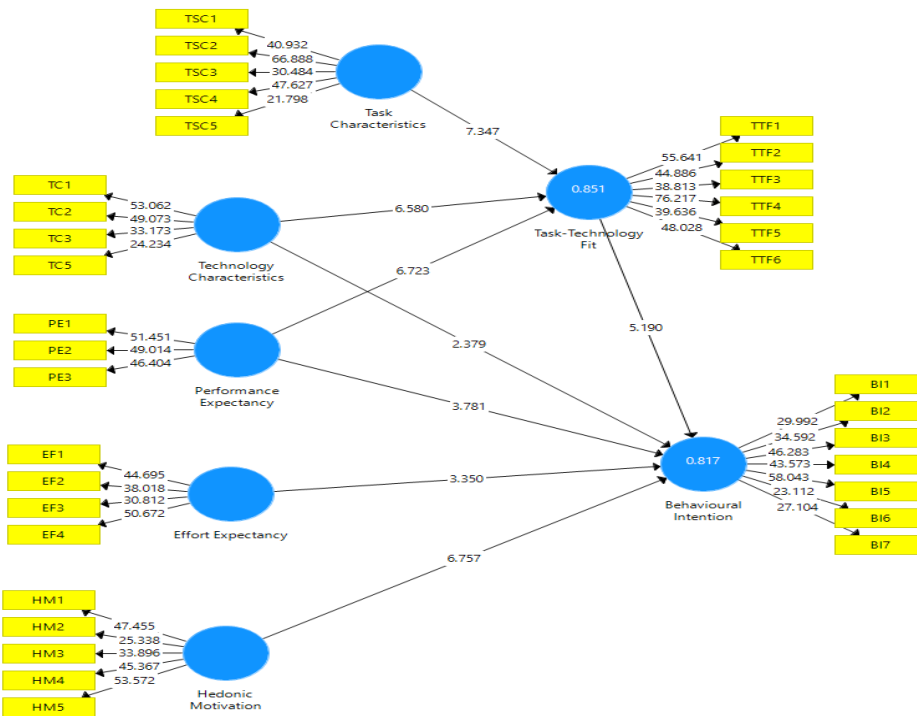 TSC1
TSC2
TSC3
TSC4
TSC5
40.932
66.888
30.484
47.627
21.798
Task
Characteristics
7.347
TTF1
TTF2
TTF3
TTF4
TTF5
TTF6
55.641
44.886
38.813
76.217
39.636
48.028
0.851
Task-Technology
Fit
TC1
TC2
TC3
TC5
53.062
49.073
33.173
24.234
Technology
Characteristics
6.580
6.723
5.190
2.379
PE1
PE2
PE3
51.451
49.014
46.404
Performance
Expectancy
3.781
BI1
BI2
BI3
BI4
BI5
BI6
BI7
29.992
34.592
46.283
43.573
58.043
23.112
27.104
0.817
Behavioural
Intention
EF1
EF2
EF3
EF4
44.695
38.018
30.812
50.672
Effort Expectancy
3.350
6.757
HM1
HM2
HM3
HM4
HM5
47.455
25.338
33.896
45.367
53.572
Hedonic
Motivation